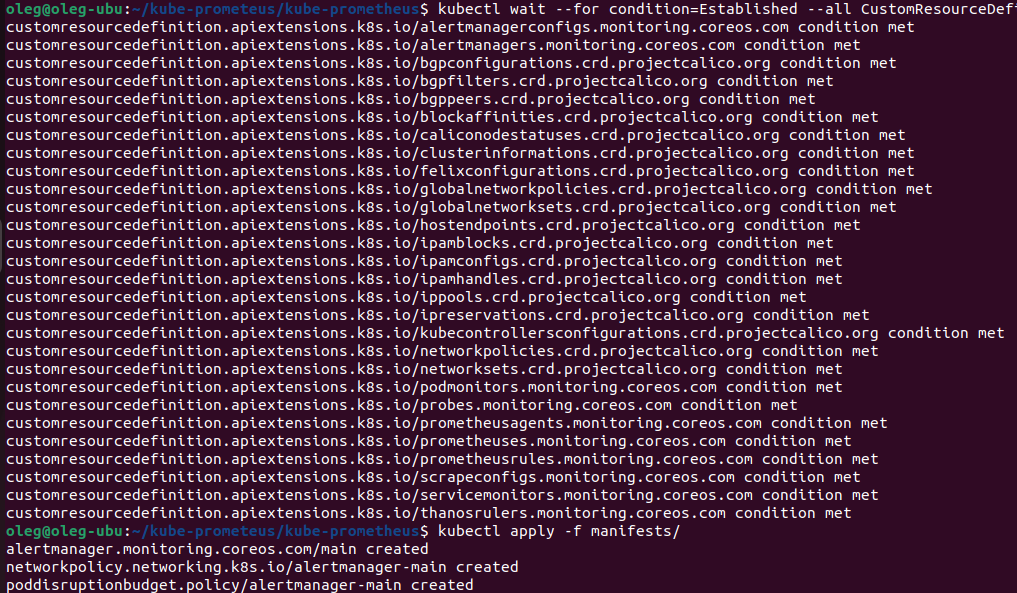 oleg@oleg-ubu:~/kube-prometeus/kube-prometheus$ kubectl wait --for condition=Established --all CustomResourceDefi
customresourcedefinition.apiextensions.k8s.io/alertmanagerconfigs.monitoring.coreos.com condition met
customresourcedefinition.apiextensions.k8s.io/alertmanagers.monitoring.coreos.com condition met
customresourcedefinition.apiextensions.k8s.io/bgpconfigurations.crd.projectcalico.org condition met
customresourcedefinition.apiextensions.k8s.io/bgpfilters.crd.projectcalico.org condition met
customresourcedefinition.apiextensions.k8s.io/bgppeers.crd.projectcalico.org condition met
customresourcedefinition.apiextensions.k8s.io/blockaffinities.crd.projectcalico.org condition met
customresourcedefinition.apiextensions.k8s.io/caliconodestatuses.crd.projectcalico.org condition met
customresourcedefinition.apiextensions.k8s.io/clusterinformations.crd.projectcalico.org condition met
customresourcedefinition.apiextensions.k8s.io/felixconfigurations.crd.projectcalico.org condition met
customresourcedefinition.apiextensions.k8s.io/globalnetworkpolicies.crd.projectcalico.org condition met
customresourcedefinition.apiextensions.k8s.io/globalnetworksets.crd.projectcalico.org condition met
customresourcedefinition.apiextensions.k8s.io/hostendpoints.crd.projectcalico.org condition met
customresourcedefinition.apiextensions.k8s.io/ipamblocks.crd.projectcalico.org condition met
customresourcedefinition.apiextensions.k8s.io/ipamconfigs.crd.projectcalico.org condition met
customresourcedefinition.apiextensions.k8s.io/ipamhandles.crd.projectcalico.org condition met
customresourcedefinition.apiextensions.k8s.io/ippools.crd.projectcalico.org condition met
customresourcedefinition.apiextensions.k8s.io/ipreservations.crd.projectcalico.org condition met
customresourcedefinition.apiextensions.k8s.io/kubecontrollersconfigurations.crd.projectcalico.org condition met
customresourcedefinition.apiextensions.k8s.io/networkpolicies.crd.projectcalico.org condition met
customresourcedefinition.apiextensions.k8s.io/networksets.crd.projectcalico.org condition met
customresourcedefinition.apiextensions.k8s.io/podmonitors.monitoring.coreos.com condition met
customresourcedefinition.apiextensions.k8s.io/probes.monitoring.coreos.com condition met
customresourcedefinition.apiextensions.k8s.io/prometheusagents.monitoring.coreos.com condition met
customresourcedefinition.apiextensions.k8s.io/prometheuses.monitoring.coreos.com condition met
customresourcedefinition.apiextensions.k8s.io/prometheusrules.monitoring.coreos.com condition met
customresourcedefinition.apiextensions.k8s.io/scrapeconfigs.monitoring.coreos.com condition met
customresourcedefinition.apiextensions.k8s.io/servicemonitors.monitoring.coreos.com condition met
customresourcedefinition.apiextensions.k8s.io/thanosrulers.monitoring.coreos.com condition met
oleg@oleg-ubu:~/kube-prometeus/kube-prometheus$ kubectl apply -f manifests/
alertmanager.monitoring.coreos.com/main created
networkpolicy.networking.k8s.io/alertmanager-main created
poddisruptionbudget.policy/alertmanager-main created